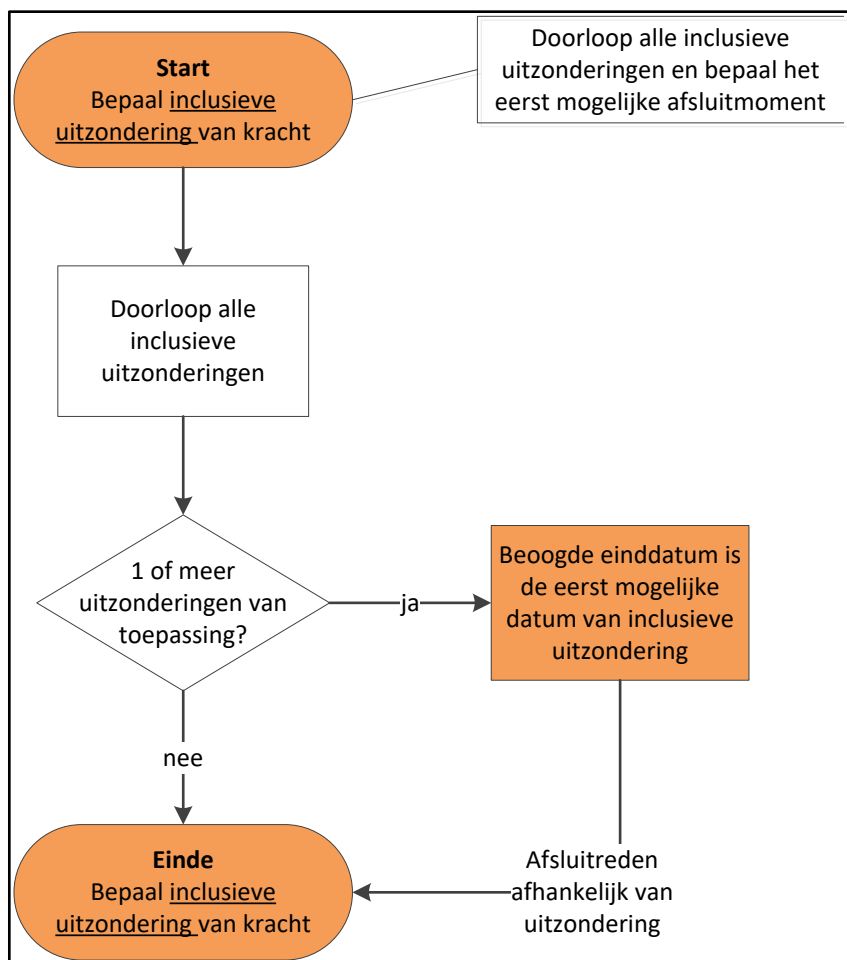 Start
Bepaal inclusieve
uitzondering van kracht
Doorloop alle inclusieve
uitzonderingen en bepaal het
eerst mogelijke afsluitmoment
Doorloop alle
inclusieve
uitzonderingen
1 of meer
uitzonderingen van
toepassing?
ja
Beoogde einddatum is
de eerst mogelijke
datum van inclusieve
uitzondering
nee
Afsluitreden
afhankelijk van
uitzondering
Einde
Bepaal inclusieve
uitzondering van kracht